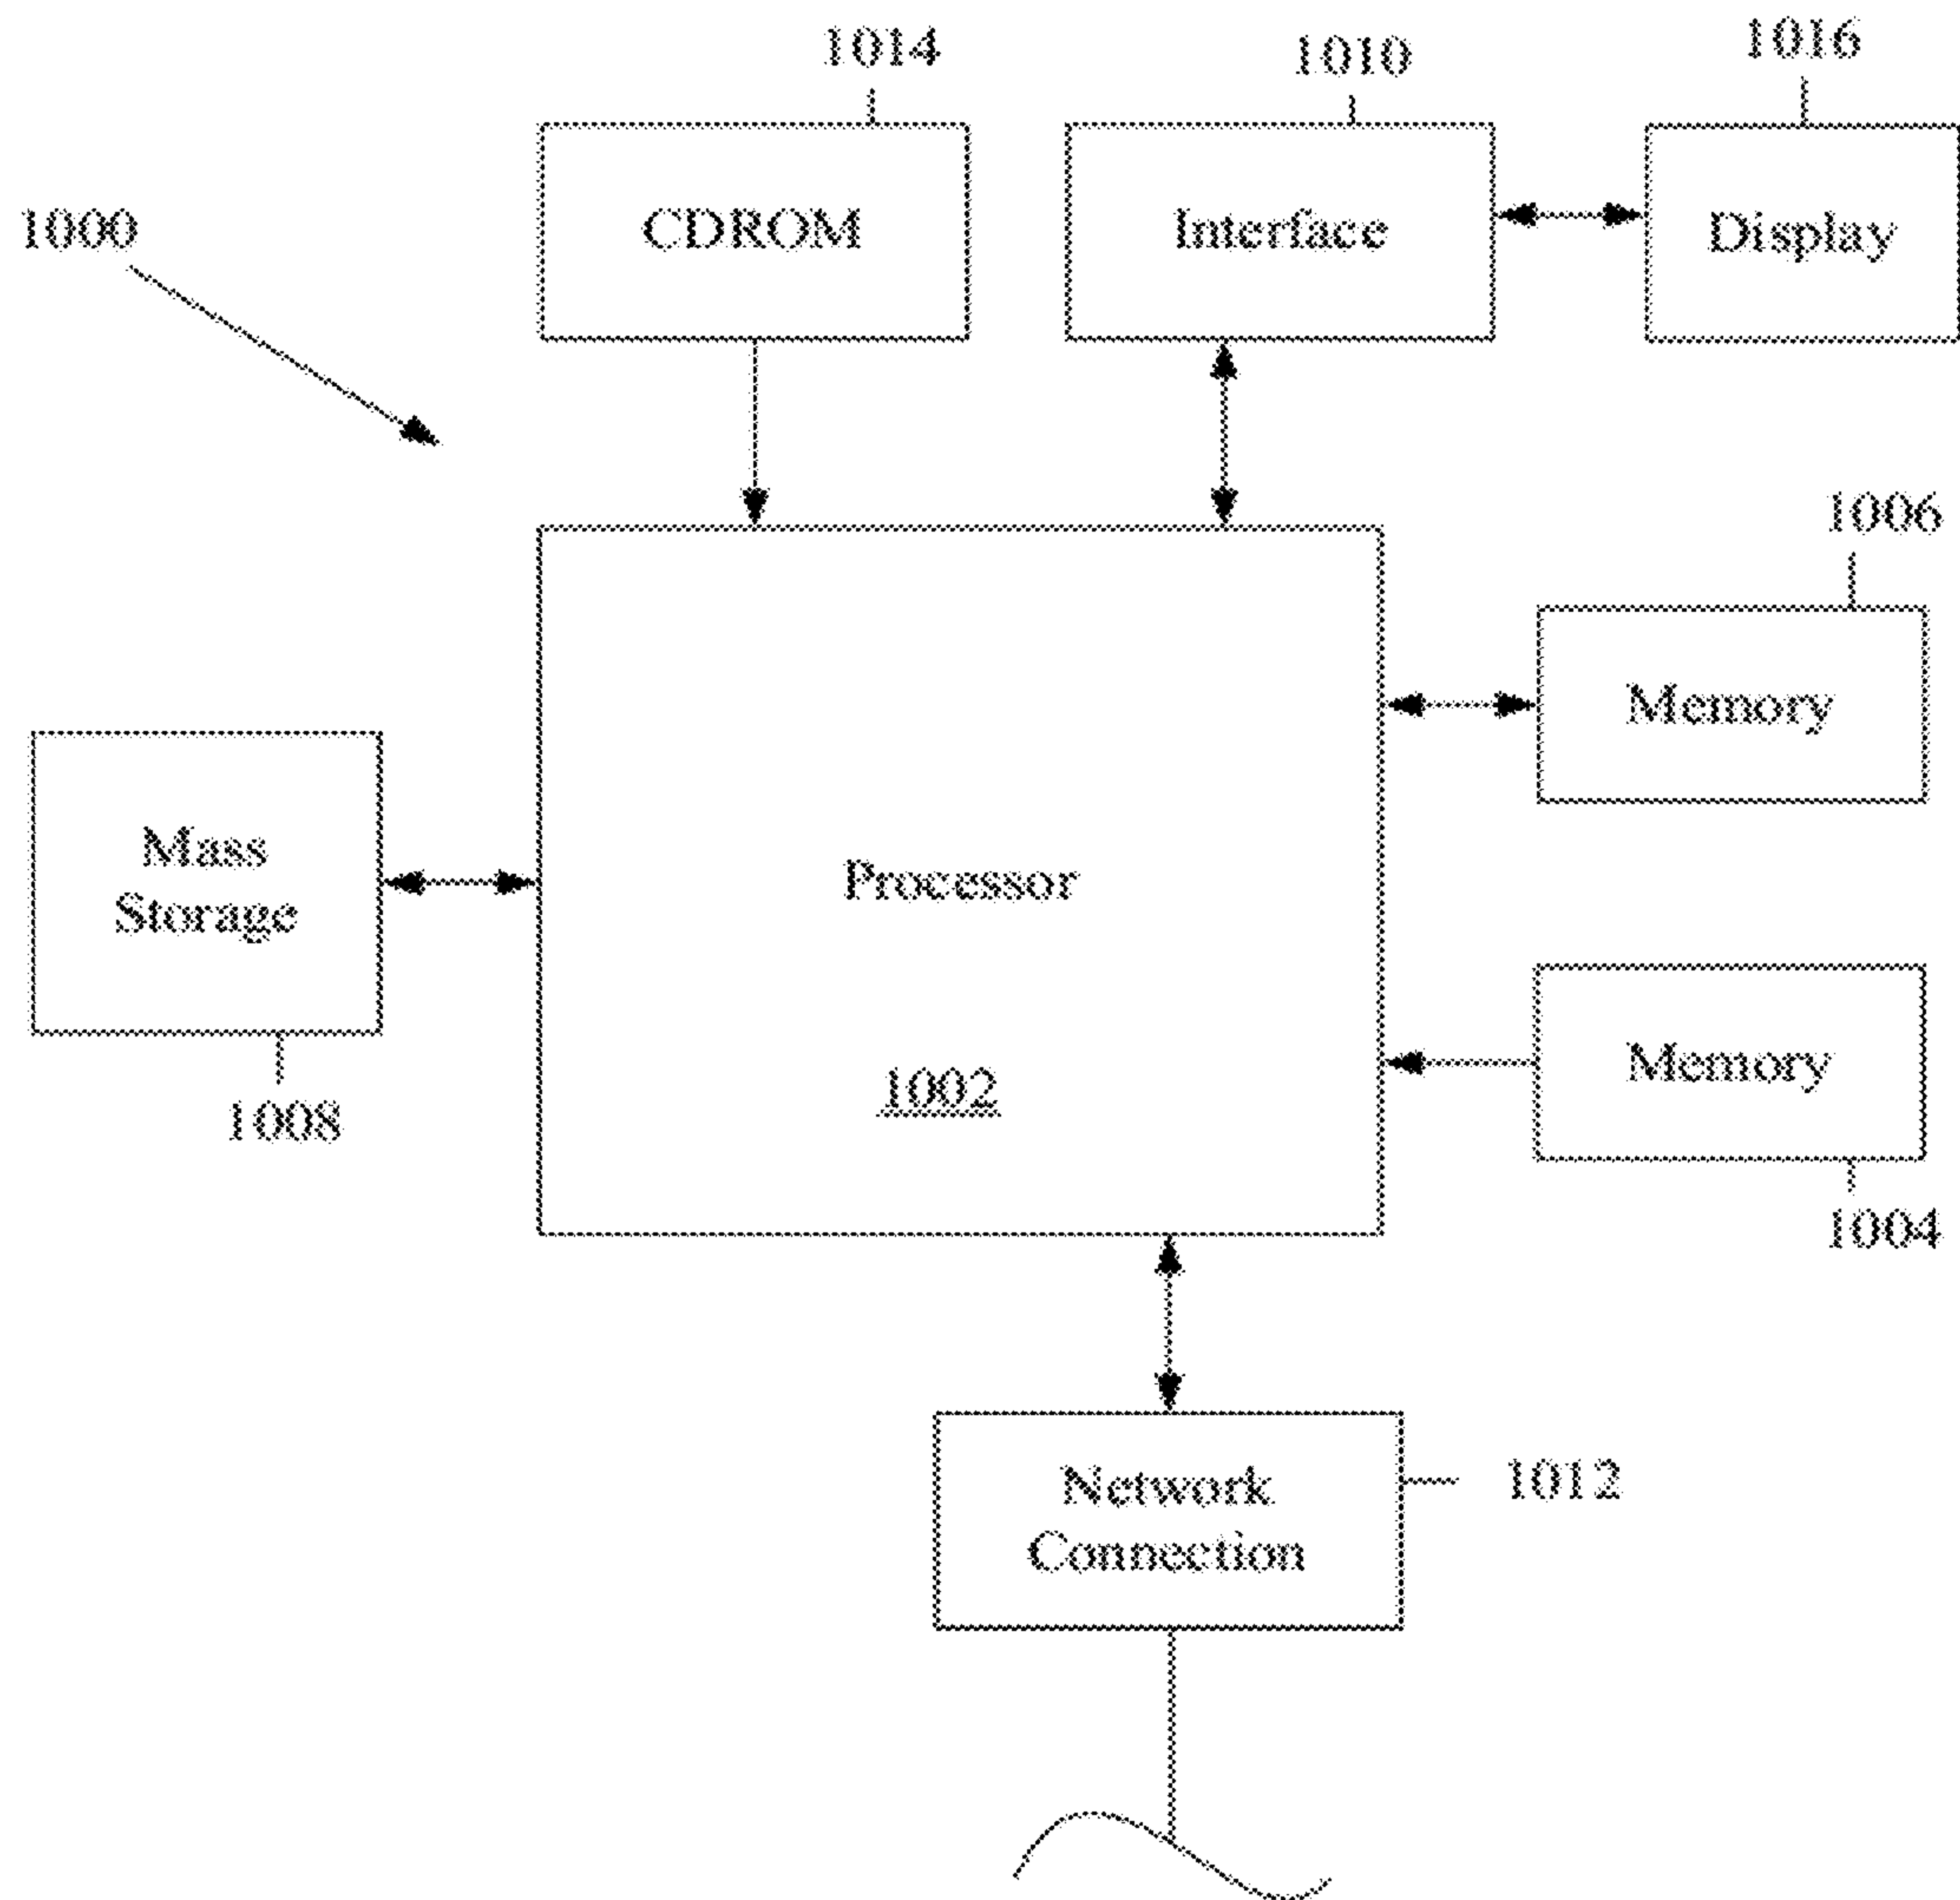 1014
1010
1016
1000
CDROM
Interface
Display
1006
Memory
Mass
Storage
Processor
1002
Memory
1008
1004
Network
Connection
1012